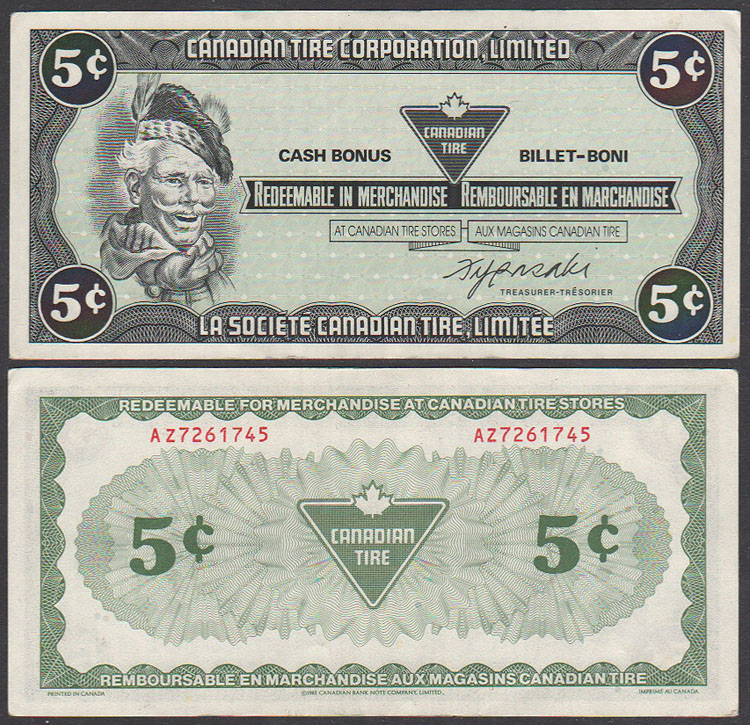 5¢ CANADIAN TIRE CORPORATION, LIMITED 5¢
CANADIAN
TIRE
CASH BONUS BILLET-BONI
REDEEMABLE IN MERCHANDISE REMBOURSABLE EN MARCHANDISE
AT CANADIAN TIRE STORES AUX MAGASINS CANADIAN TIRE
TREASURER-TRÉSORIER
5¢ LA SOCIÉTÉ CANADIAN TIRE, LIMITÉE 5¢
REDEEMABLE FOR MERCHANDISE AT CANADIAN TIRE STORES
AZ7261745 AZ7261745
5¢ CANADIAN 5¢
TIRE
REMBOURSABLE EN MARCHANDISE AUX MAGASINS CANADIAN TIRE
PRINTED IN CANADA ©1985 CANADIAN BANK NOTE COMPANY, LIMITED. IMPRIMÉ AU CANADA